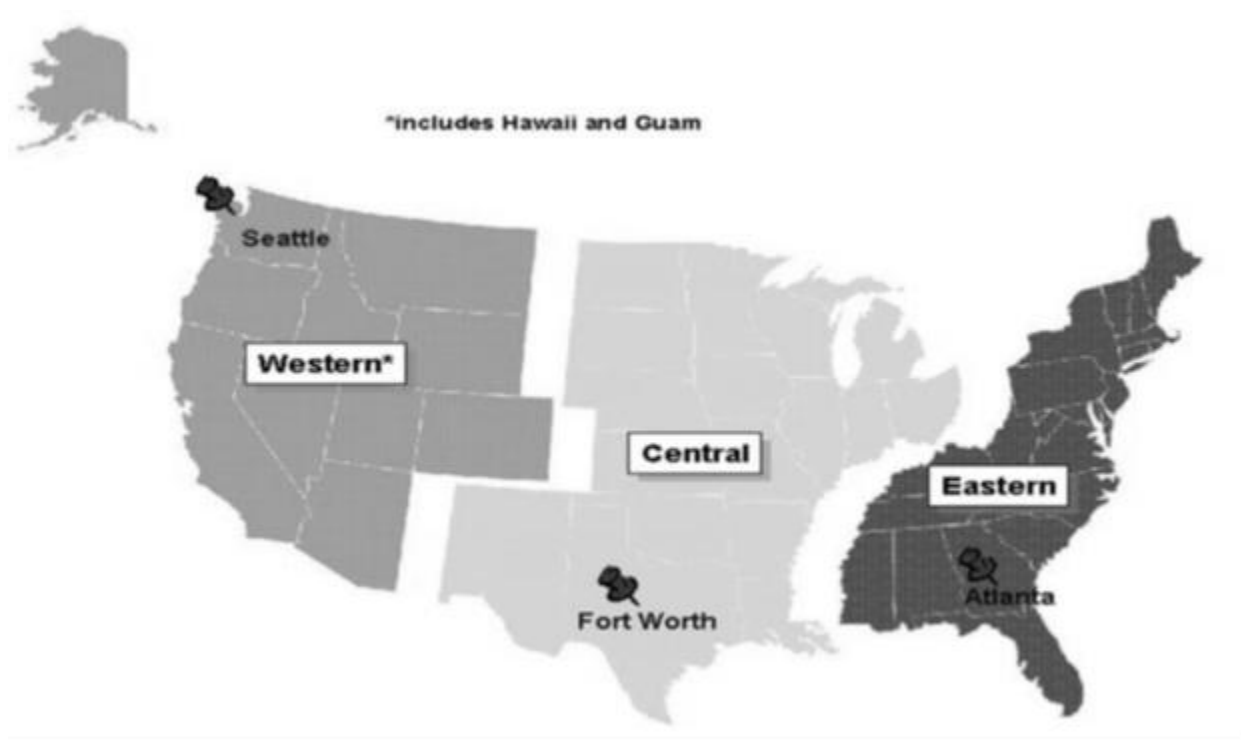 *includes Hawaii and Guam
Seattle
Western*
Central
Eastern
Atlanta
Fort Worth